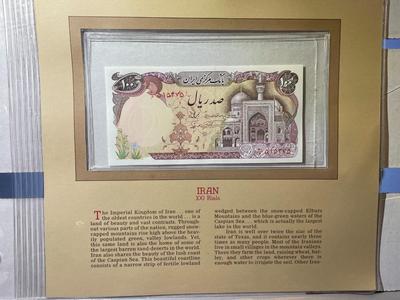 بانک مرکزی ایران
صد ریال
IRAN
100 Rials
The Imperial Kingdom of Iran . . . one of
the oldest countries in the world . . . is a
land of beauty and vast contrasts. Through-
out various parts of the nation, rugged snow-
capped mountains rise high above the heav-
ily populated green, valley lowlands. Yet,
this same land is also the home of some of
the largest barren sand deserts in the world.
Iran also shares the beauty of the lush coast
of the Caspian Sea. This beautiful coastline
consists of a narrow strip of fertile lowland
wedged between the snow-capped Elburz
Mountains and the blue-green waters of the
Caspian Sea . . . which is actually the largest
lake in the world.
Iran is well over twice the size of the
state of Texas, and it contains nearly three
times as many people. Most of the Iranians
live in small villages in the mountain valleys.
There they farm the land, raising wheat, bar-
ley, and other crops wherever there is
enough water to irrigate the soil. Other Iran-